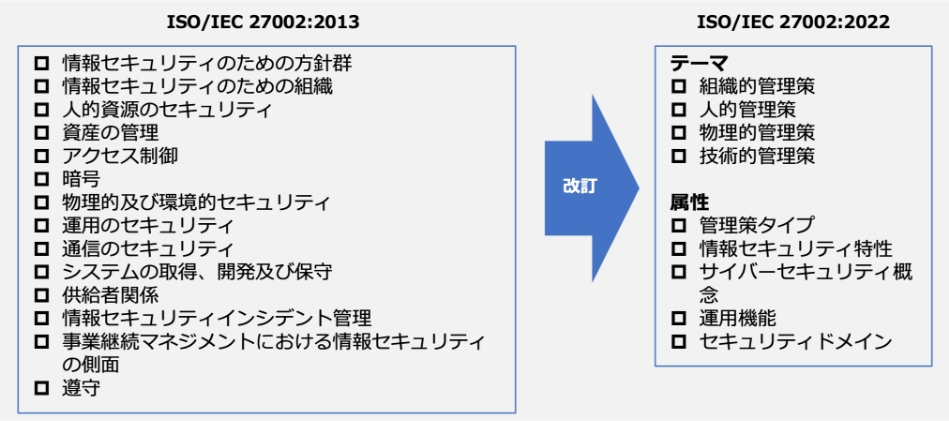 ISO/IEC 27002:2013
□ 情報セキュリティのための方針群
□ 情報セキュリティのための組織
□ 人的資源のセキュリティ
□ 資産の管理
□ アクセス制御
□ 暗号
□ 物理的及び環境的セキュリティ
□ 運用のセキュリティ
□ 通信のセキュリティ
□ システムの取得、開発及び保守
□ 供給者関係
□ 情報セキュリティインシデント管理
□ 事業継続マネジメントにおける情報セキュリティ
の側面
□ 遵守
改訂
ISO/IEC 27002:2022
テーマ
□ 組織的管理策
□ 人的管理策
□ 物理的管理策
□ 技術的管理策
属性
□ 管理策タイプ
□ 情報セキュリティ特性
□ サイバーセキュリティ概
念
□ 運用機能
□ セキュリティドメイン